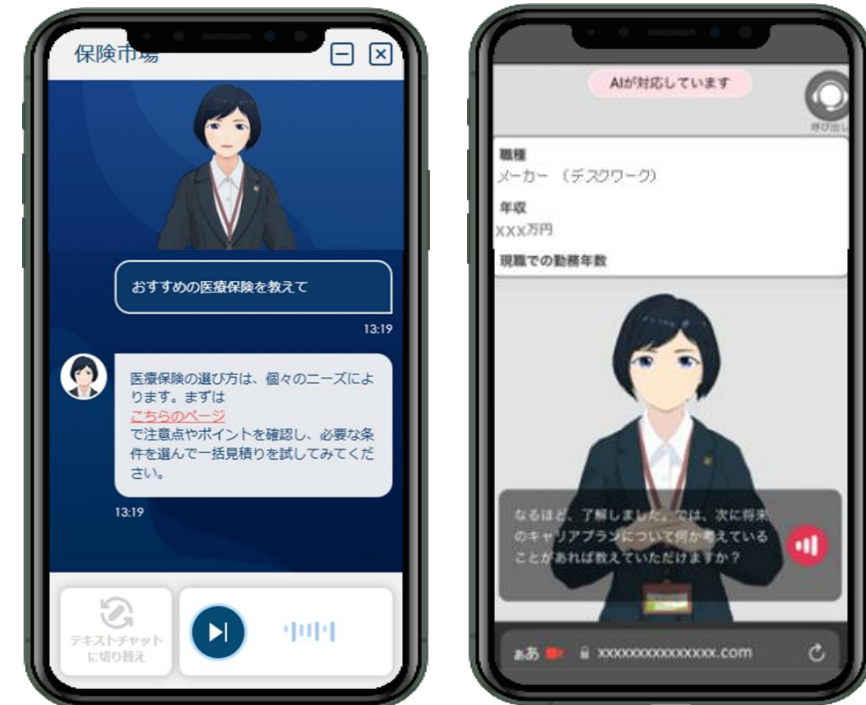 保険市場
おすすめの医療保険を教えて
13:19
医療保険の選び方は、個々のニーズによ
ります。まずは
こちらのページ
で注意点やポイントを確認し、必要な条
件を選んで一括見積りを試してみてくだ
さい。
13:19
テキストチャット
に切り替え
AIが対応しています
呼び出し
職種
メーカー （デスクワーク）
年収
xxx万円
現職での勤務年数
なるほど、了解しました。では、次に将来
のキャリアプランについて何か考えている
ことがあれば教えていただけますか？
ぁあ
xxxxxxxxxxxxxxx.com